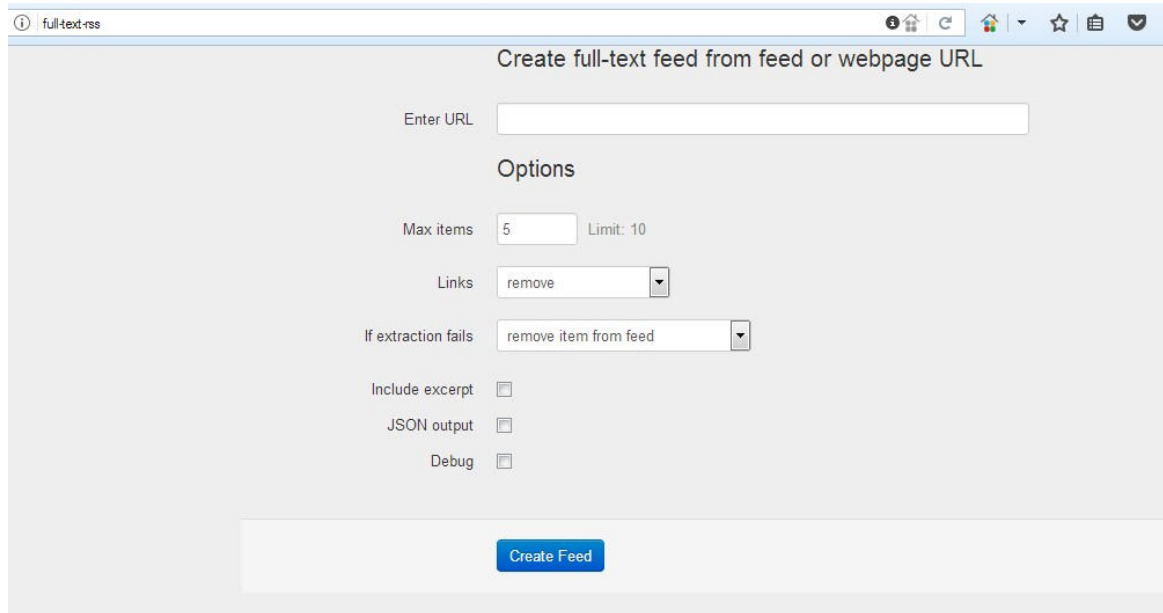 full-text-rss
Create full-text feed from feed or webpage URL
Enter URL
Options
Max items 5 Limit: 10
Links remove
If extraction fails remove item from feed
Include excerpt
JSON output
Debug
Create Feed